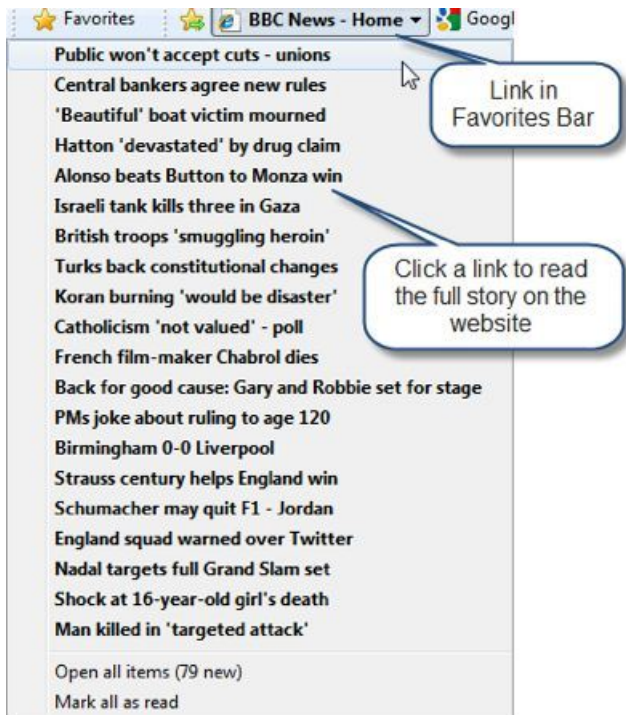 Favorites BBC News - Home Googl
Public won't accept cuts - unions
Central bankers agree new rules
'Beautiful' boat victim mourned
Hatton 'devastated' by drug claim
Alonso beats Button to Monza win
Israeli tank kills three in Gaza
British troops 'smuggling heroin'
Turks back constitutional changes
Koran burning 'would be disaster'
Catholicism 'not valued' - poll
French film-maker Chabrol dies
Back for good cause: Gary and Robbie set for stage
PMs joke about ruling to age 120
Birmingham 0-0 Liverpool
Strauss century helps England win
Schumacher may quit F1 - Jordan
England squad warned over Twitter
Nadal targets full Grand Slam set
Shock at 16-year-old girl's death
Man killed in 'targeted attack'
Open all items (79 new)
Mark all as read
Link in
Favorites Bar
Click a link to read
the full story on the
website